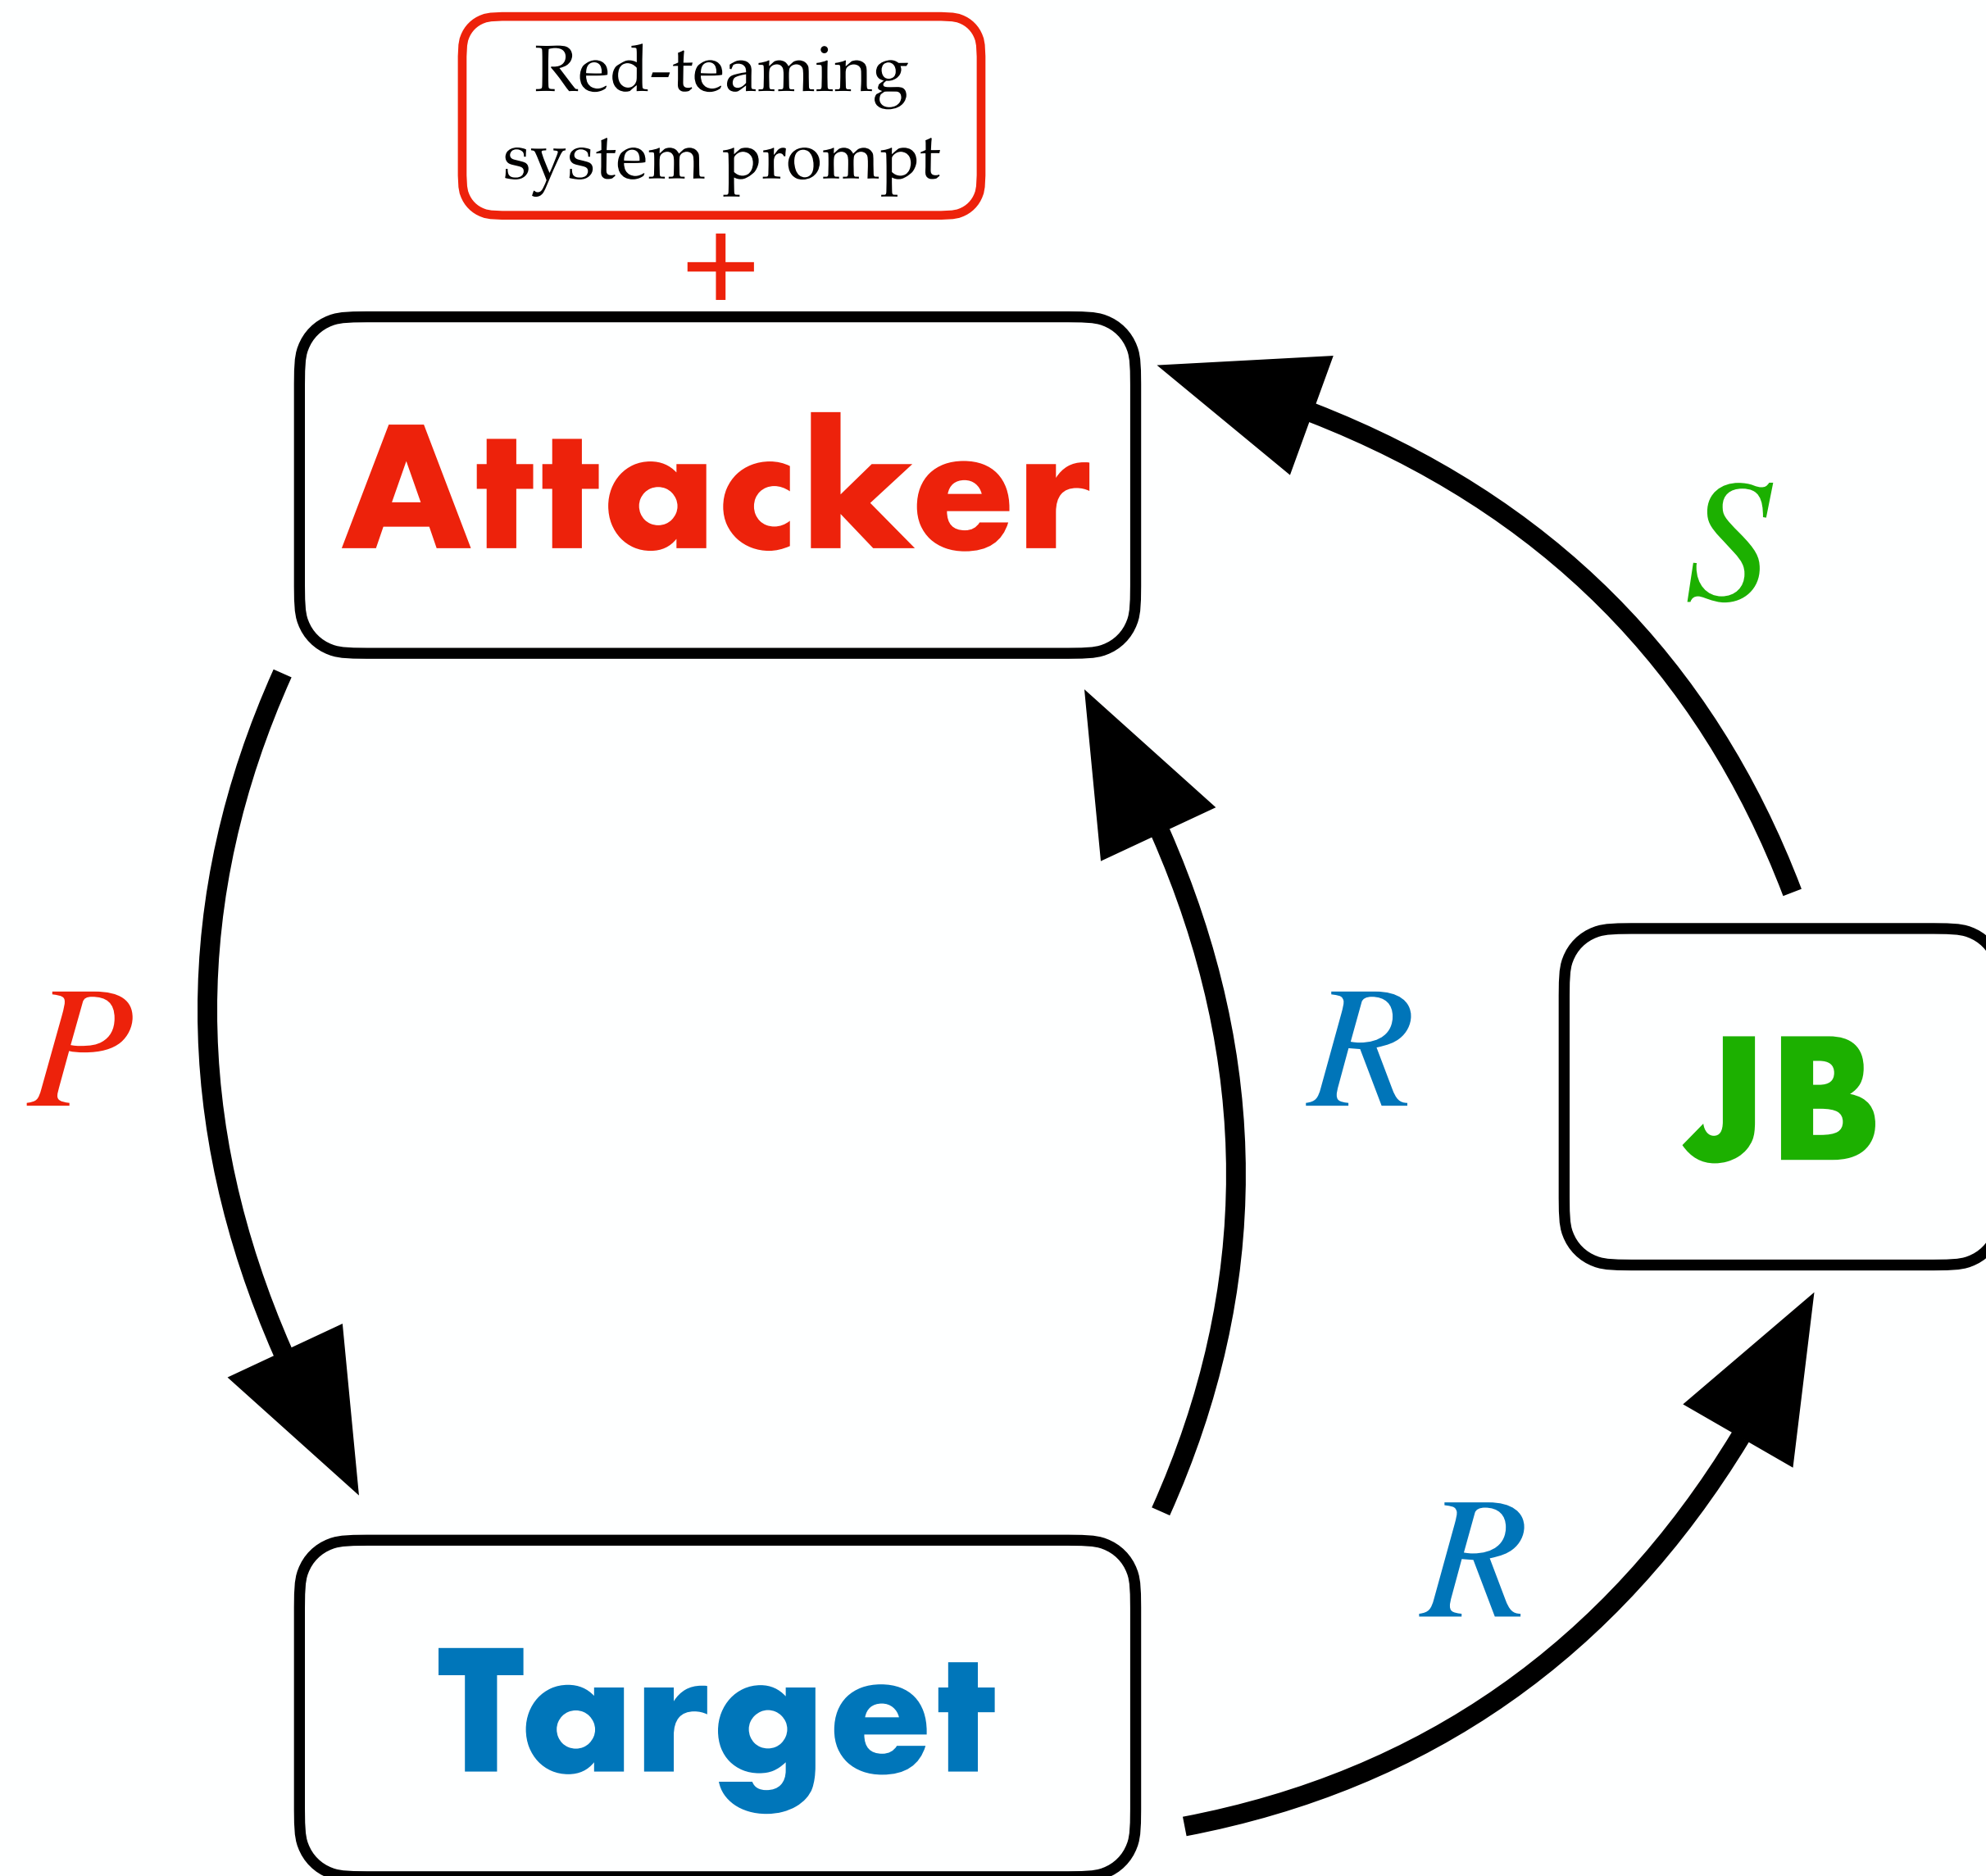 Red-teaming
system prompt
+
Attacker
S
P
R
JB
R
Target